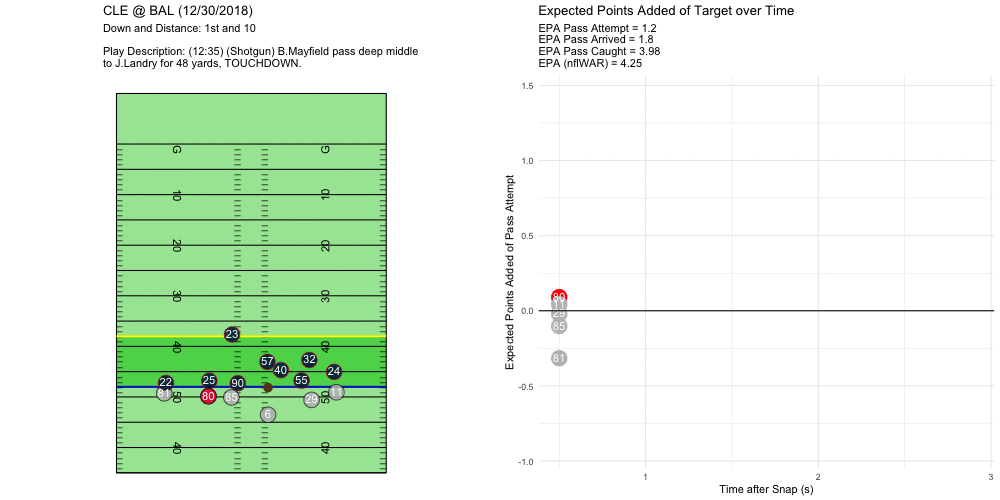 CLE @ BAL (12/30/2018)
Down and Distance: 1st and 10
Play Description: (12:35) (Shotgun) B.Mayfield pass deep middle
to J.Landry for 48 yards, TOUCHDOWN.
G G
10 10
20 20
30 30
23
40 40
57 32
40 24
22 25 90 55
81 80 85 29 11
50 50
6
40 40
Expected Points Added of Target over Time
EPA Pass Attempt = 1.2
EPA Pass Arrived = 1.8
EPA Pass Caught = 3.98
EPA (nflWAR) = 4.25
Expected Points Added of Pass Attempt
1.5
1.0
0.5
0.0
-0.5
-1.0
80
11
29
85
81
1 2 3
Time after Snap (s)